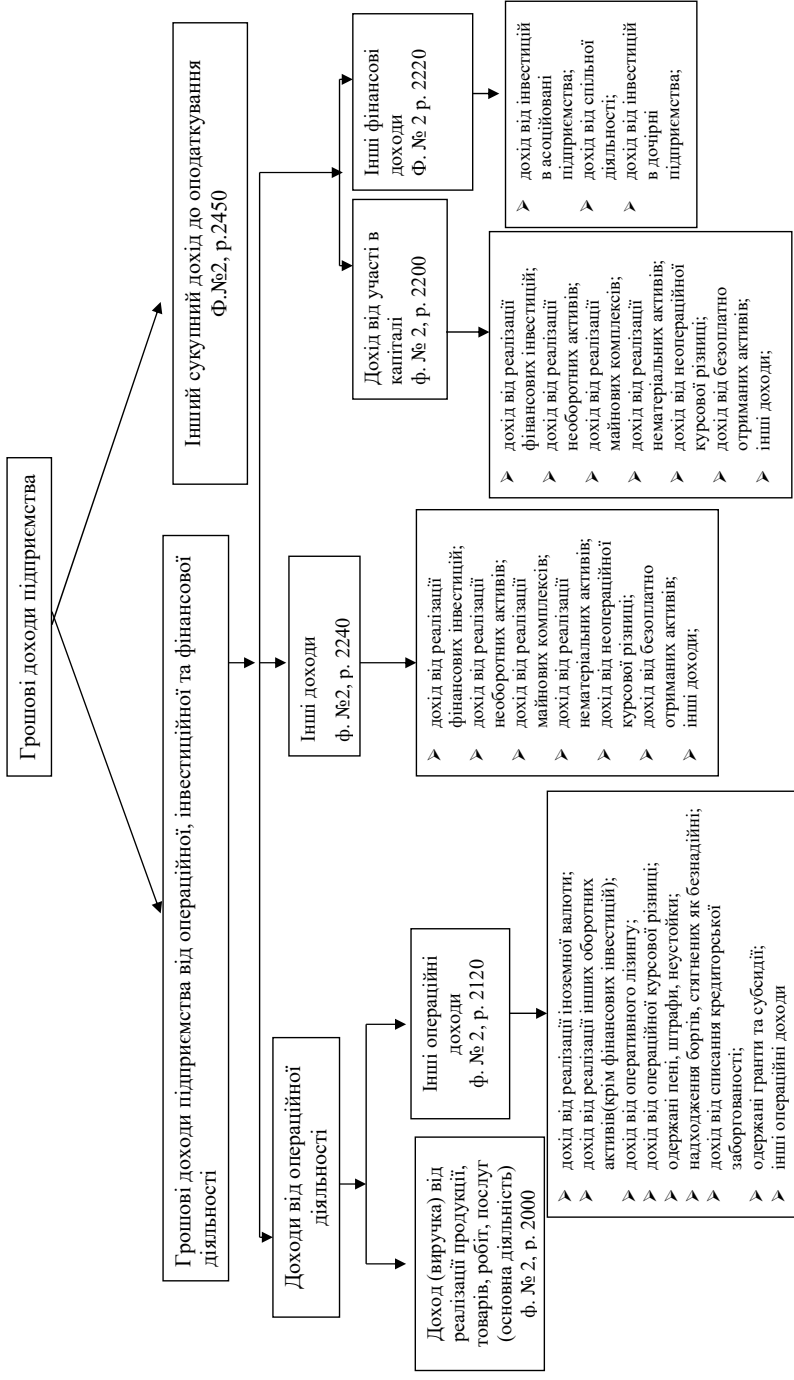 Грошові доходи підприємства
Грошові доходи підприємства від операційної, інвестиційної та фінансової
діяльності
Інший сукупний дохід до оподаткування
Ф.№2, р.2450
Доходи від операційної
діяльності
Інші доходи
ф. №2, р. 2240
Дохід від участі в
капіталі
ф. № 2, р. 2200
Інші фінансові
доходи
Ф. № 2 р. 2220
Доход (виручка) від
реалізації продукції,
товарів, робіт, послуг
(основна діяльність)
ф. № 2, р. 2000
Інші операційні
доходи
ф. № 2, р. 2120
➢ дохід від реалізації іноземної валюти;
➢ дохід від реалізації інших оборотних
активів(крім фінансових інвестицій);
➢ дохід від оперативного лізингу;
➢ дохід від операційної курсової різниці;
➢ одержані пені, штрафи, неустойки;
➢ надходження боргів, стягнених як безнадійні;
➢ дохід від списання кредиторської
заборгованості;
➢ одержані гранти та субсидії;
➢ інші операційні доходи
➢ дохід від реалізації
фінансових інвестицій;
➢ дохід від реалізації
необоротних активів;
➢ дохід від реалізації
майнових комплексів;
➢ дохід від реалізації
нематеріальних активів;
➢ дохід від неопераційної
курсової різниці;
➢ дохід від безоплатно
отриманих активів;
➢ інші доходи;
➢ дохід від реалізації
фінансових інвестицій;
➢ дохід від реалізації
необоротних активів;
➢ дохід від реалізації
майнових комплексів;
➢ дохід від реалізації
нематеріальних активів;
➢ дохід від неопераційної
курсової різниці;
➢ дохід від безоплатно
отриманих активів;
➢ інші доходи;
➢ дохід від інвестицій
в асоційовані
підприємства;
➢ дохід від спільної
діяльності;
➢ дохід від інвестицій
в дочірні
підприємства;